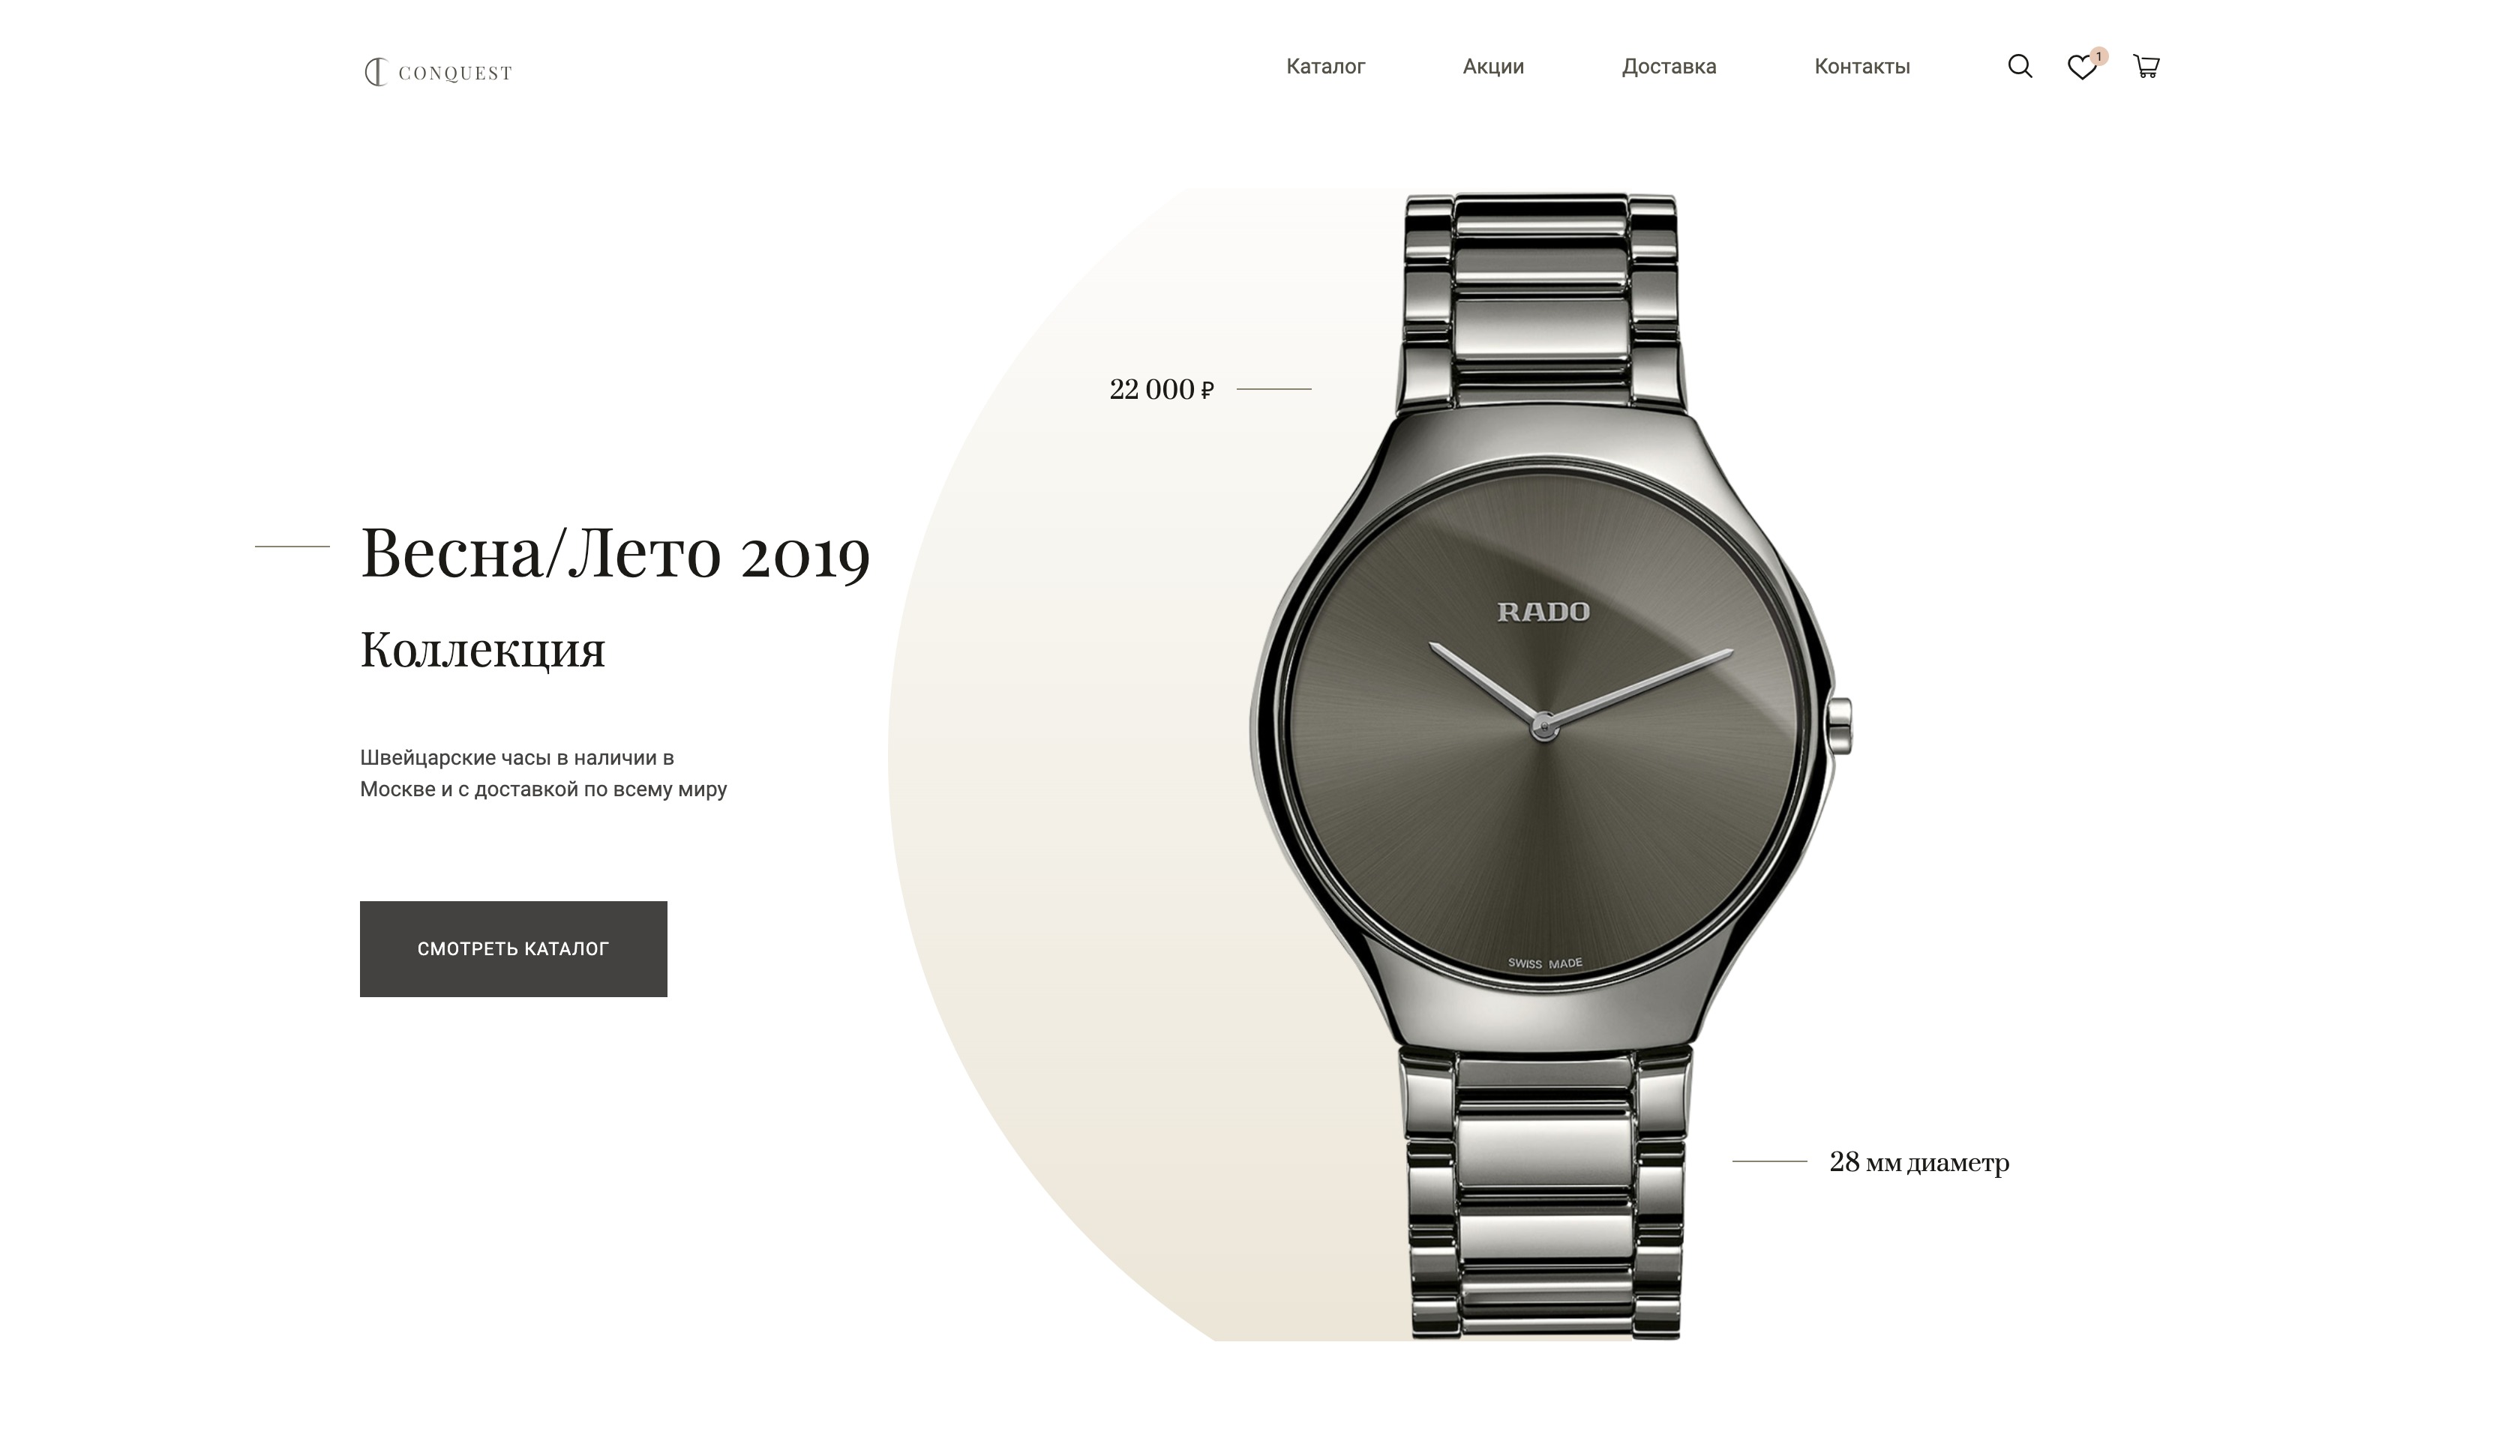 CONQUEST
Каталог
Акции
Доставка
Контакты
1
22 000 ₽
Весна/Лето 2019
Коллекция
Швейцарские часы в наличии в
Москве и с доставкой по всему миру
СМОТРЕТЬ КАТАЛОГ
RADO
SWISS MADE
28 мм диаметр